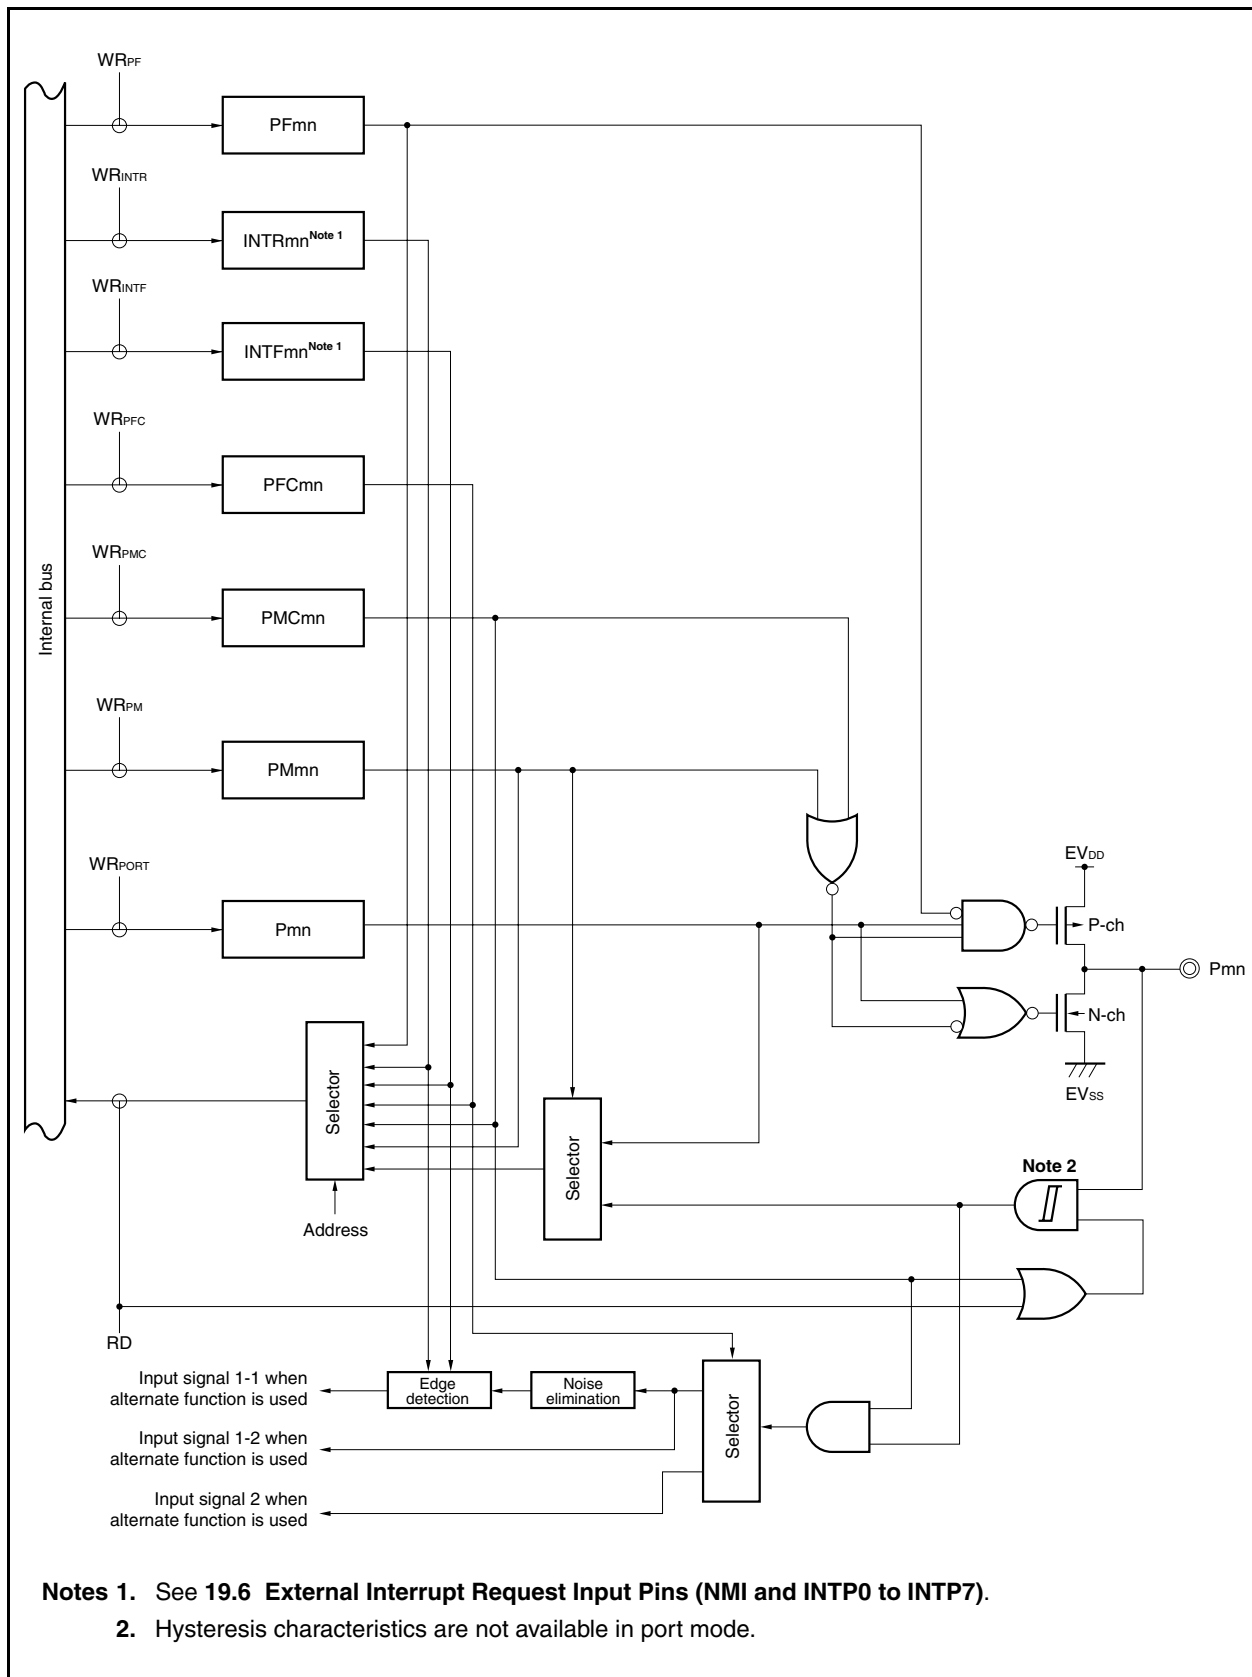 WRPF
PFmn
WRINTR
INTRmnNote 1
WRINTF
INTFmnNote 1
WRPFC
PFCmn
WRPMC
PMCmn
Internal bus
WRPM
PMmn
WRPORT
Pmn
EVDD
P-ch
Pmn
N-ch
EVSS
Selector
Selector
Note 2
Address
RD
Input signal 1-1 when
alternate function is used
Edge
detection
Noise
elimination
Selector
Input signal 1-2 when
alternate function is used
Input signal 2 when
alternate function is used
Notes 1. See 19.6 External Interrupt Request Input Pins (NMI and INTP0 to INTP7).
2. Hysteresis characteristics are not available in port mode.